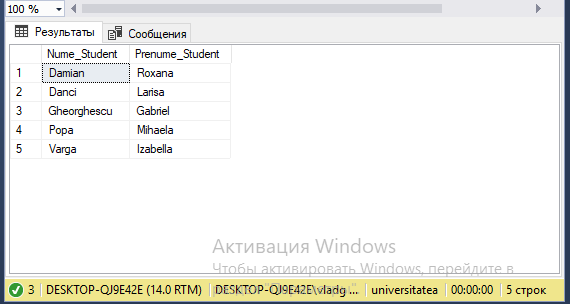 100 %
Результаты Сообщения
Nume_Student Prenume_Student
1 Damian Roxana
2 Danci Larisa
3 Gheorghescu Gabriel
4 Popa Mihaela
5 Varga Izabella
Активация Windows
Чтобы активировать Windows, перейдите в
3 DESKTOP-QJ9E42E (14.0 RTM) DESKTOP-QJ9E42E\vladg ... universitatea 00:00:00 5 строк